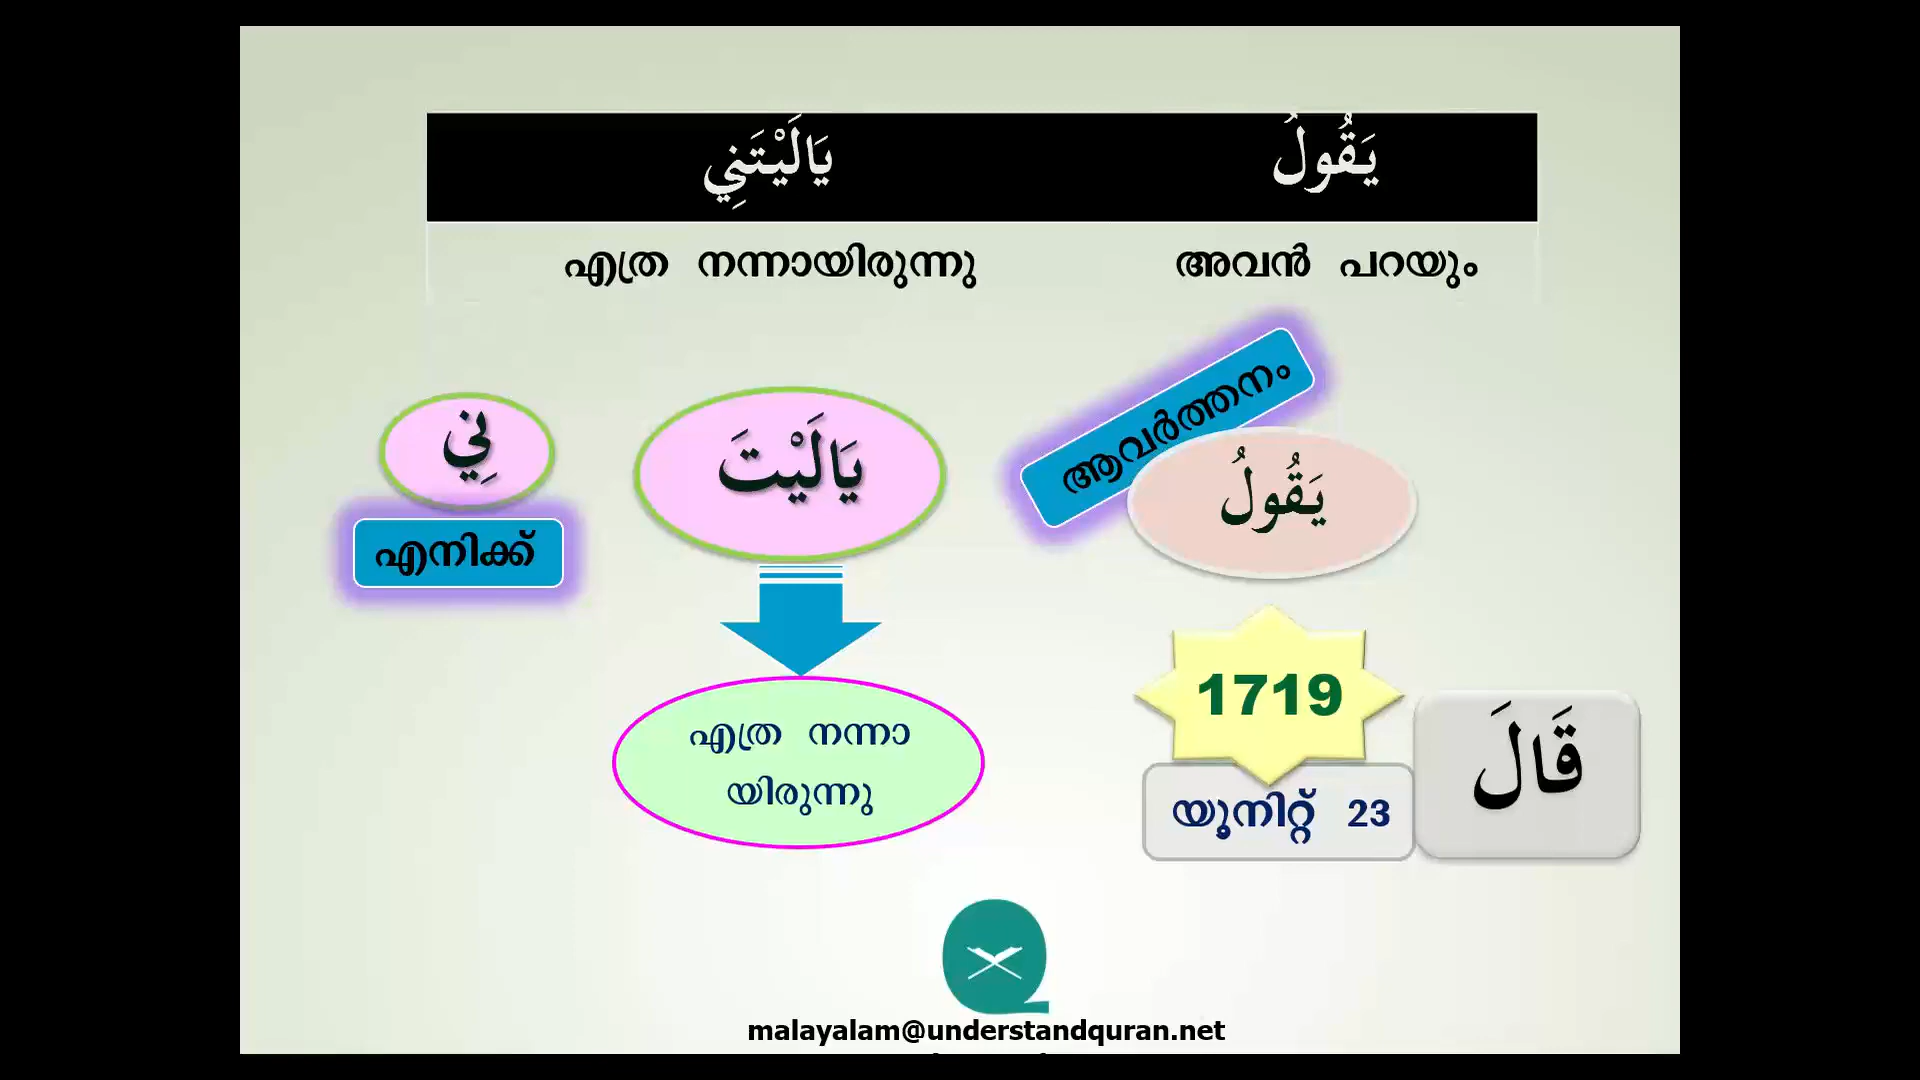 يَقُولُ يَالَيْتَنِي
എത്ര നന്നായിരുന്നു അവൻ പറയും
ആവർത്തനം
نِي يَالَيْتَ يَقُولُ
എനിക്ക്
എത്ര നന്നാ
യിരുന്നു
1719
قَالَ
യൂനിറ്റ് 23
malayalam@understandquran.net